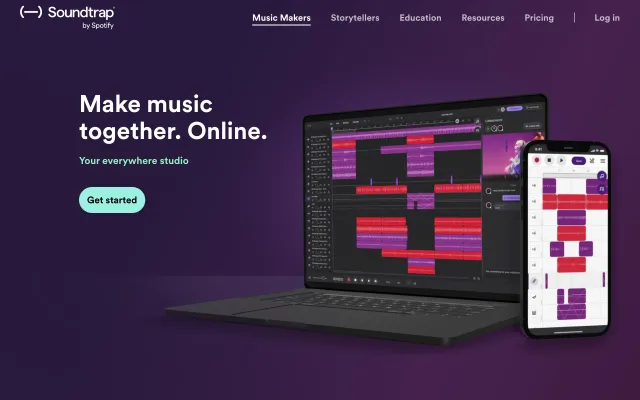 (—) Soundtrap
by Spotify
Music Makers
Storytellers
Education
Resources
Pricing
Log in
Make music
together. Online.
Your everywhere studio
Get started